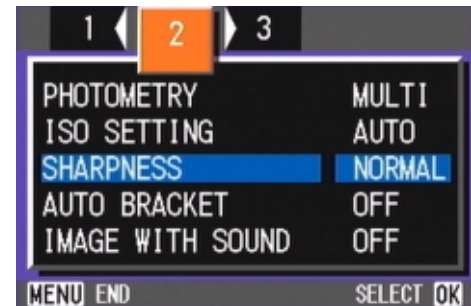 1 2 3
PHOTOMETRY MULTI
ISO SETTING AUTO
SHARPNESS NORMAL
AUTO BRACKET OFF
IMAGE WITH SOUND OFF
MENU END SELECT OK